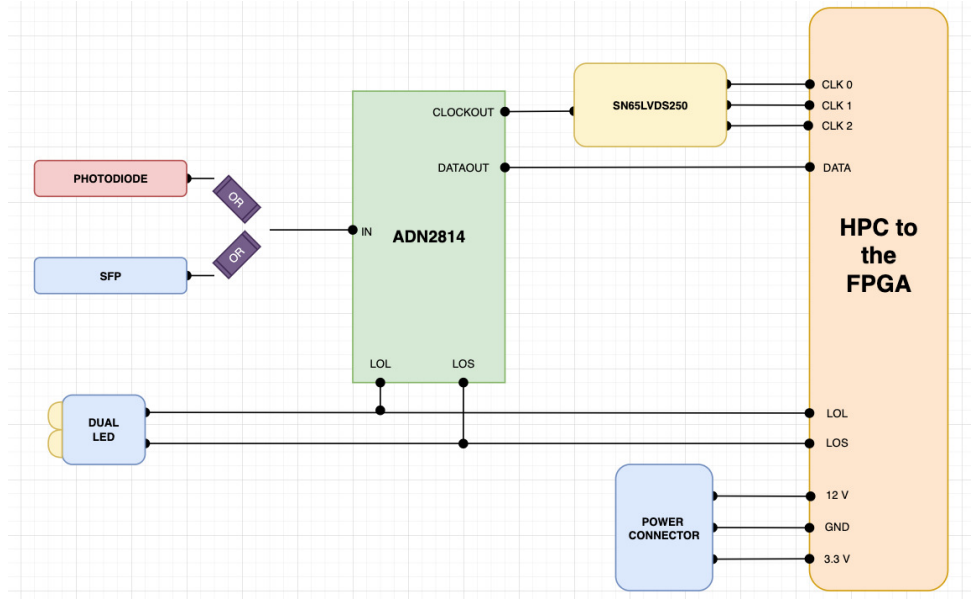 CLK 0
CLOCKOUT
SN65LVDS250
CLK 1
CLK 2
DATAOUT
DATA
PHOTODIODE
OR
IN
ADN2814
HPC to
the
FPGA
OR
SFP
LOL
LOS
DUAL
LED
LOL
LOS
12 V
POWER
CONNECTOR
GND
3.3 V